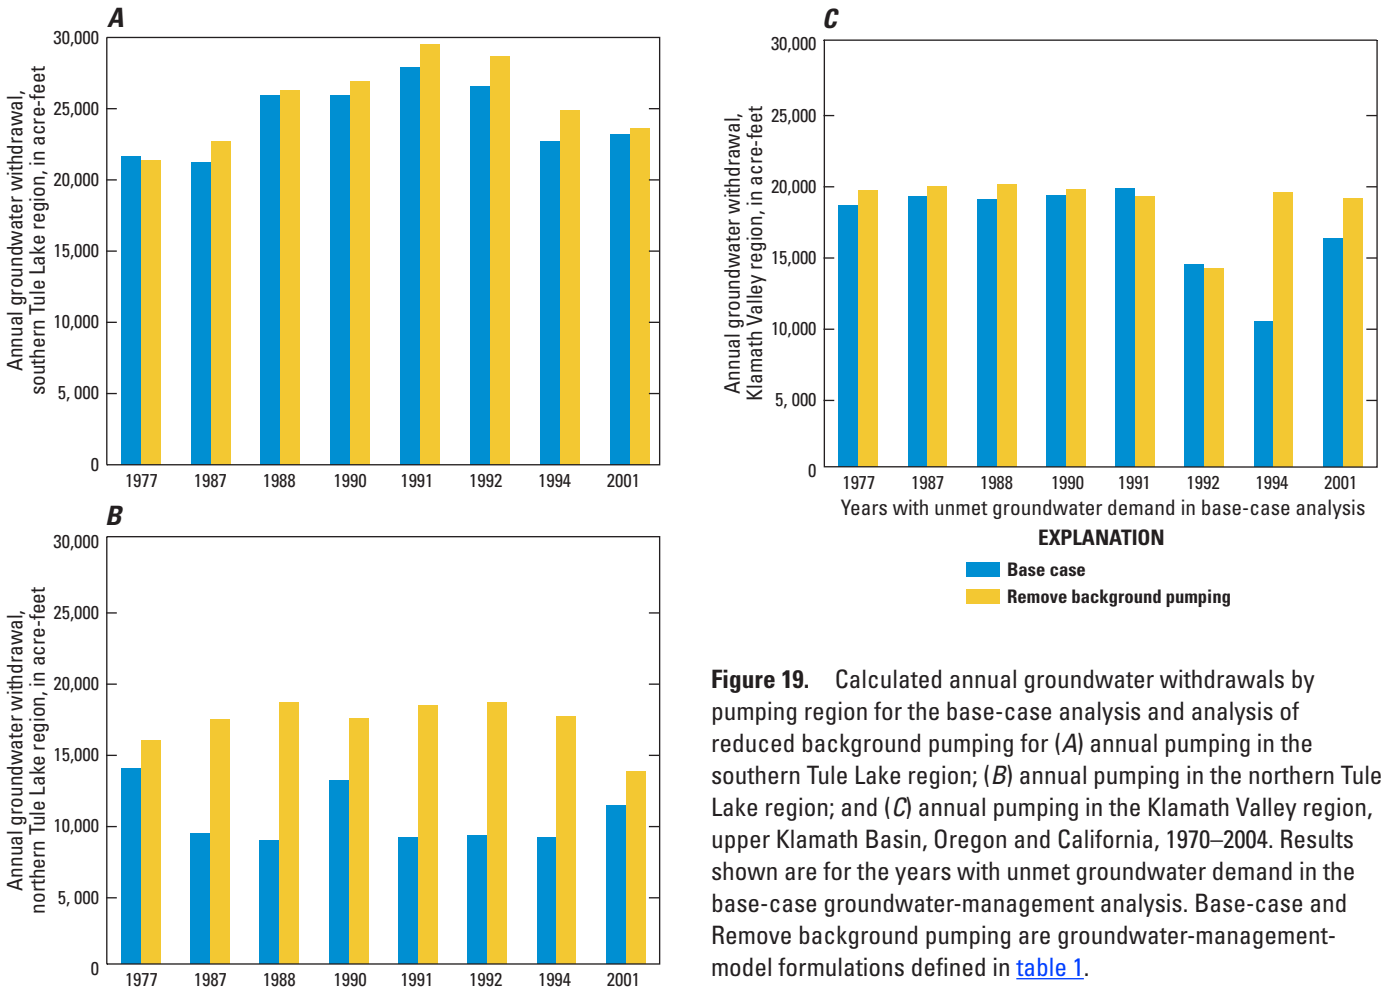 A
30,000
25,000
20,000
15,000
10,000
5, 000
0
Annual groundwater withdrawal,
southern Tule Lake region, in acre-feet
1977 1987 1988 1990 1991 1992 1994 2001
B
30,000
25,000
20,000
15,000
10,000
5, 000
0
Annual groundwater withdrawal,
northern Tule Lake region, in acre-feet
1977 1987 1988 1990 1991 1992 1994 2001
C
30,000
25,000
20,000
15,000
10,000
5, 000
0
Annual groundwater withdrawal,
Klamath Valley region, in acre-feet
1977 1987 1988 1990 1991 1992 1994 2001
Years with unmet groundwater demand in base-case analysis
EXPLANATION
Base case
Remove background pumping
Figure 19. Calculated annual groundwater withdrawals by
pumping region for the base-case analysis and analysis of
reduced background pumping for (A) annual pumping in the
southern Tule Lake region; (B) annual pumping in the northern Tule
Lake region; and (C) annual pumping in the Klamath Valley region,
upper Klamath Basin, Oregon and California, 1970–2004. Results
shown are for the years with unmet groundwater demand in the
base-case groundwater-management analysis. Base-case and
Remove background pumping are groundwater-management-
model formulations defined in table 1.